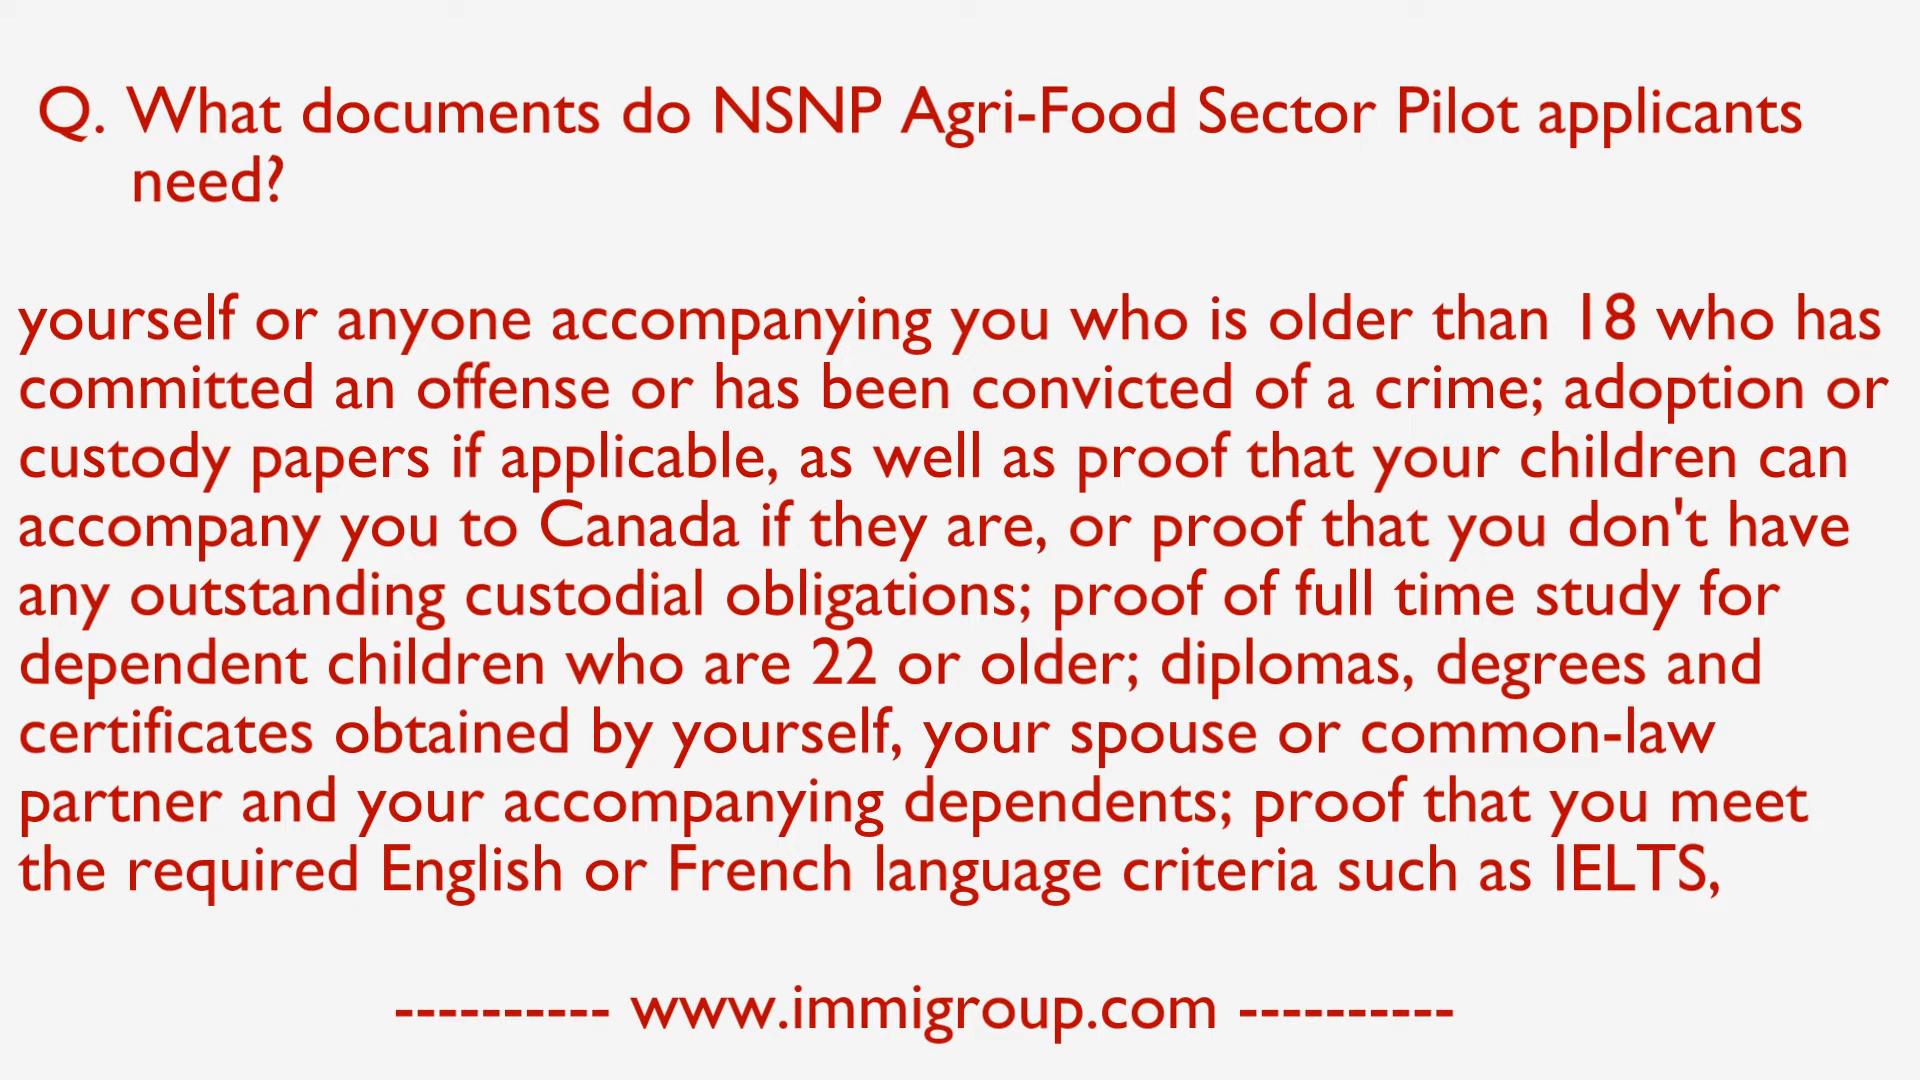 Q. What documents do NSNP Agri-Food Sector Pilot applicants
need?
yourself or anyone accompanying you who is older than 18 who has
committed an offense or has been convicted of a crime; adoption or
custody papers if applicable, as well as proof that your children can
accompany you to Canada if they are, or proof that you don't have
any outstanding custodial obligations; proof of full time study for
dependent children who are 22 or older; diplomas, degrees and
certificates obtained by yourself, your spouse or common-law
partner and your accompanying dependents; proof that you meet
the required English or French language criteria such as IELTS,
---------- www.immigroup.com ----------